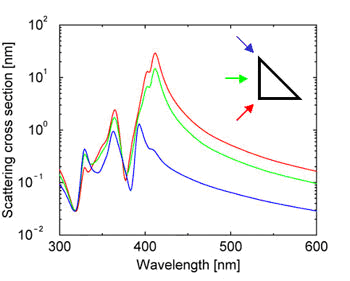 10²
10¹
10⁰
10⁻¹
10⁻²
Scattering cross section [nm]
300 400 500 600
Wavelength [nm]